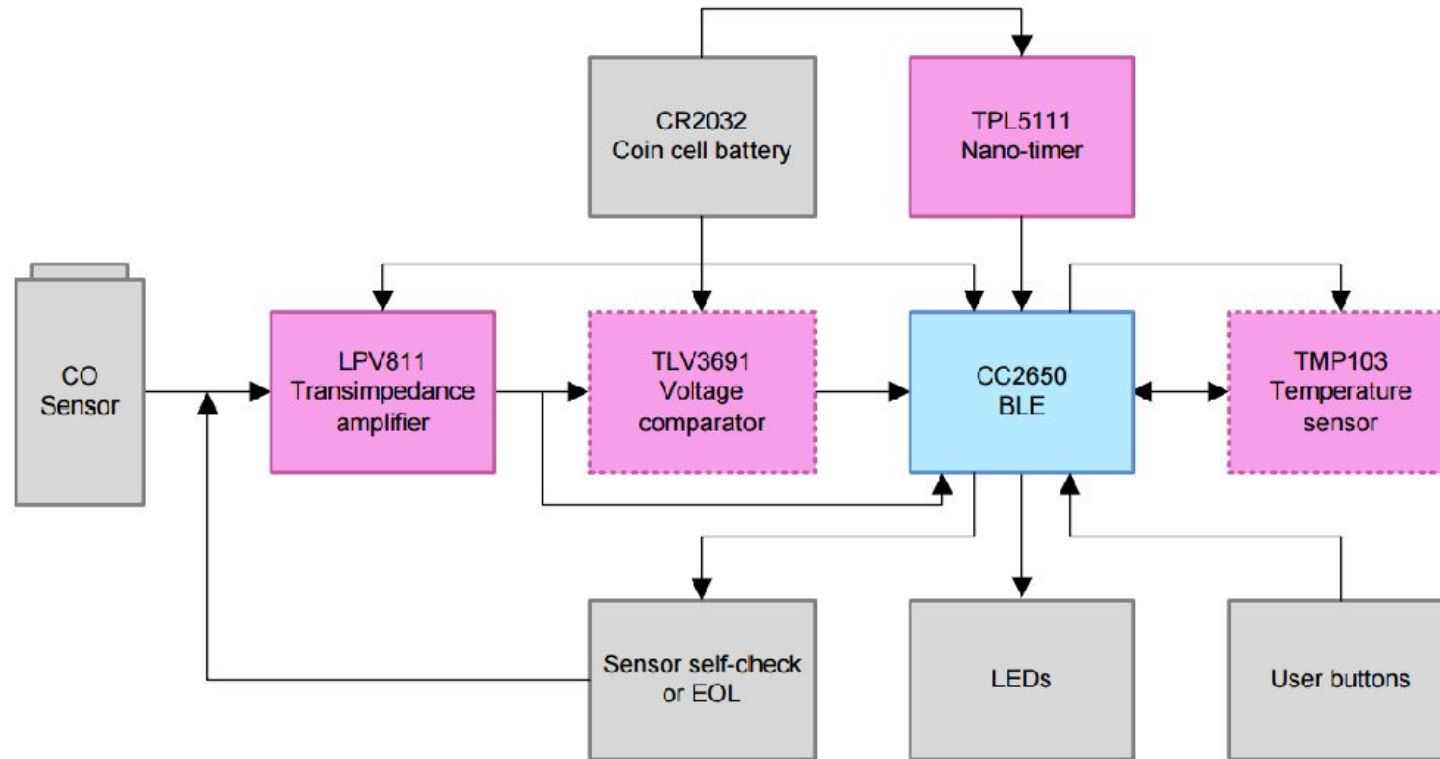 CR2032
Coin cell battery
TPL5111
Nano-timer
CO
Sensor
LPV811
Transimpedance
amplifier
TLV3691
Voltage
comparator
CC2650
BLE
TMP103
Temperature
sensor
Sensor self-check
or EOL
LEDs
User buttons